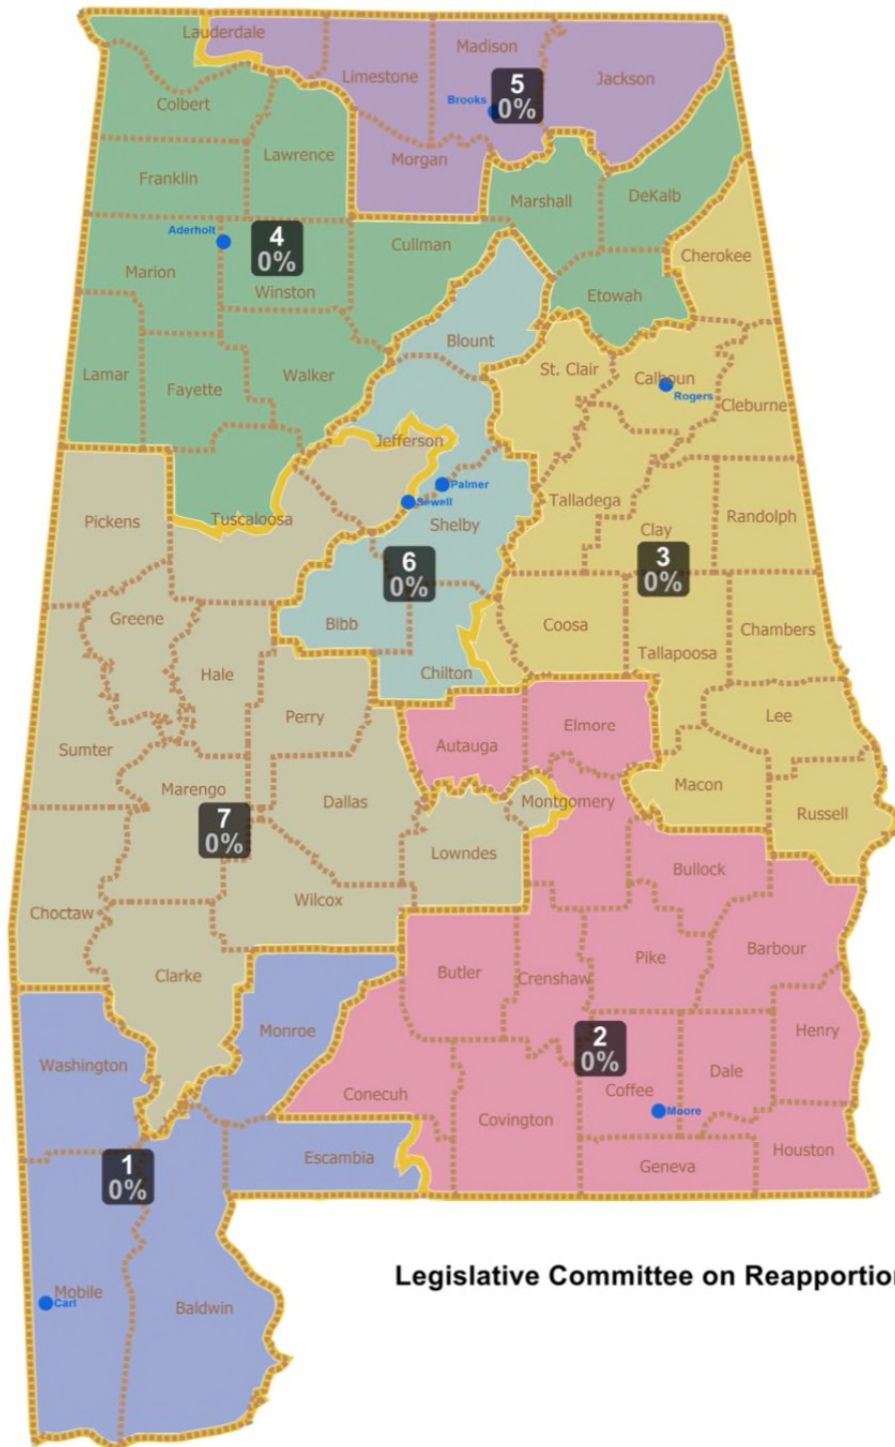 Lauderdale
Madison
Limestone
Jackson
5
0%
Brooks
Colbert
Lawrence
Morgan
Franklin
Marshall
DeKalb
Aderholt
4
0%
Cullman
Marion
Winston
Cherokee
Etowah
Blount
Lamar
Fayette
Walker
St. Clair
Calhoun
Rogers
Cleburne
Jefferson
Palmer
Sewell
Pickens
Tuscaloosa
Shelby
Talladega
Clay
Randolph
6
0%
3
0%
Greene
Bibb
Coosa
Chambers
Tallapoosa
Hale
Chilton
Perry
Lee
Elmore
Autauga
Sumter
Marengo
Dallas
Montgomery
Macon
Russell
7
0%
Lowndes
Bullock
Choctaw
Wilcox
Clarke
Butler
Crenshaw
Pike
Barbour
Monroe
Henry
2
0%
Washington
Conecuh
Coffee
Dale
Moore
Covington
Houston
Geneva
1
0%
Escambia
Legislative Committee on Reapportion
Mobile
Carl
Baldwin